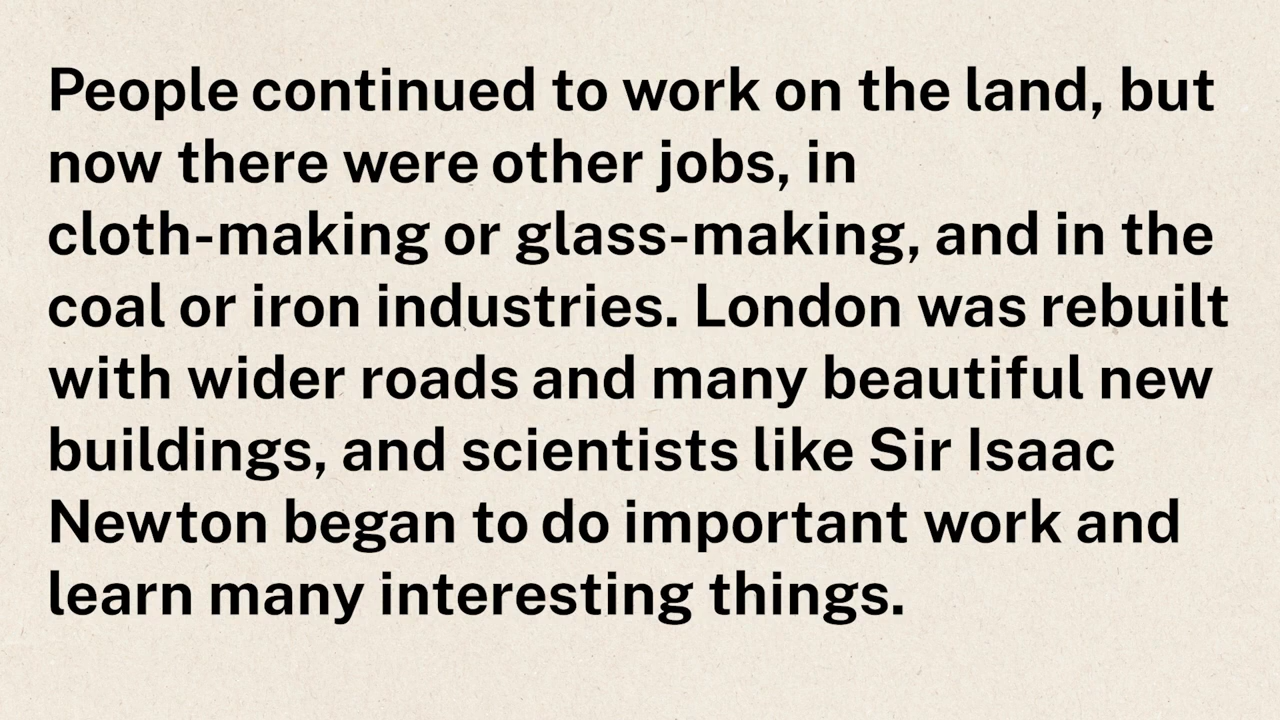 People continued to work on the land, but
now there were other jobs, in
cloth-making or glass-making, and in the
coal or iron industries. London was rebuilt
with wider roads and many beautiful new
buildings, and scientists like Sir Isaac
Newton began to do important work and
learn many interesting things.